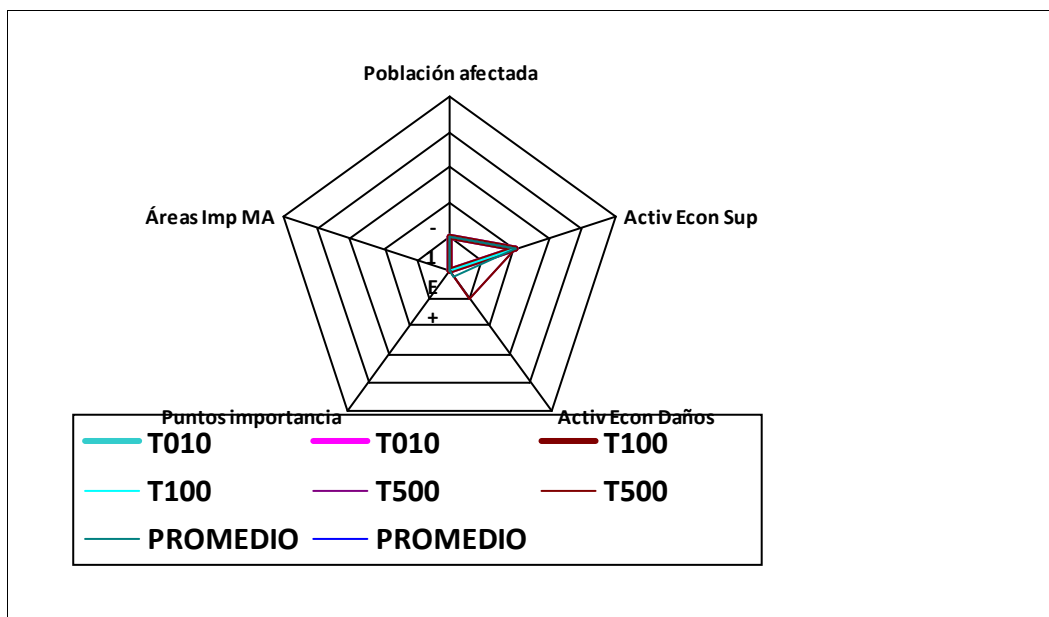 Población afectada
Áreas Imp MA
Activ Econ Sup
-
I
E
+
Puntos importancia
Activ Econ Daños
T010 T010 T100
T100 T500 T500
PROMEDIO PROMEDIO